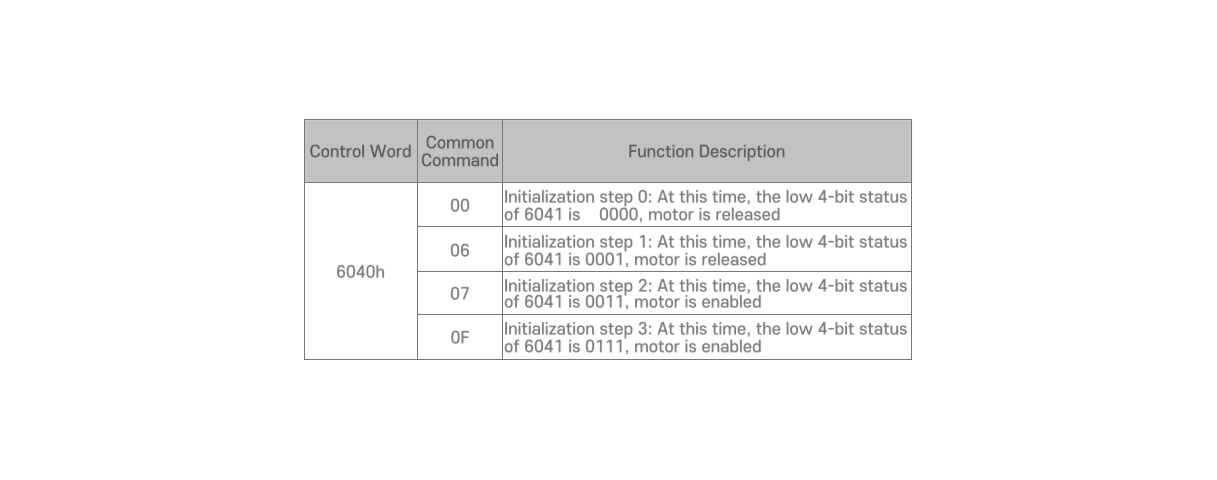 Control Word
Common
Command
Function Description
6040h
00
Initialization step 0: At this time, the low 4-bit status
of 6041 is    0000, motor is released
06
Initialization step 1: At this time, the low 4-bit status
of 6041 is 0001, motor is released
07
Initialization step 2: At this time, the low 4-bit status
of 6041 is 0011, motor is enabled
0F
Initialization step 3: At this time, the low 4-bit status
of 6041 is 0111, motor is enabled